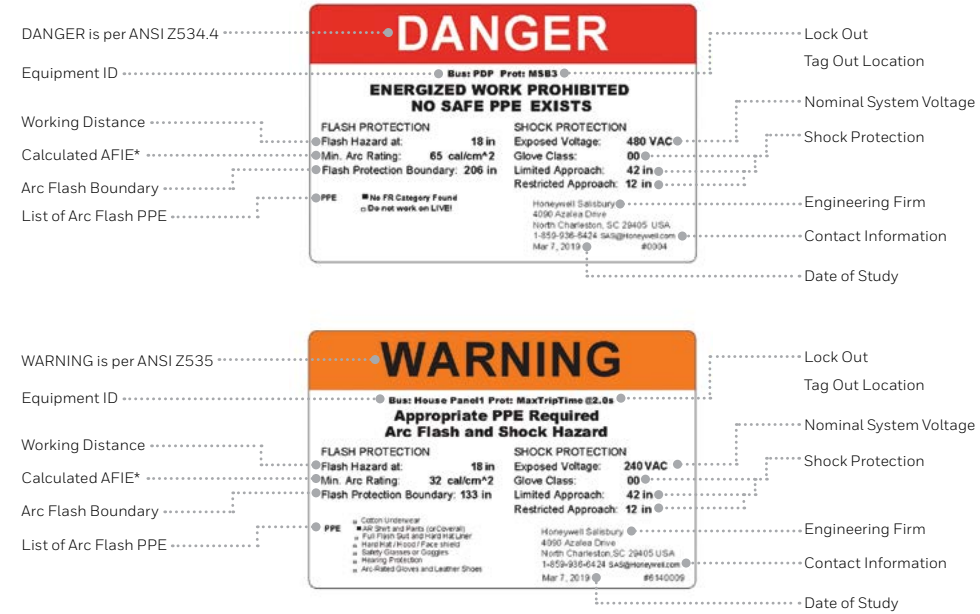 DANGER is per ANSI Z534.4
Equipment ID
Working Distance
Calculated AFIE*
Arc Flash Boundary
List of Arc Flash PPE
DANGER
Bus: PDP Prot: MSB3
ENERGIZED WORK PROHIBITED
NO SAFE PPE EXISTS
FLASH PROTECTION
Flash Hazard at: 18 in
Min. Arc Rating: 65 cal/cm^2
Flash Protection Boundary: 206 in
PPE
No FR Category Found
Do not work on LIVE!
SHOCK PROTECTION
Exposed Voltage: 480 VAC
Glove Class: 00
Limited Approach: 42 in
Restricted Approach: 12 in
Honeywell Salisbury
4090 Azalea Drive
North Charleston, SC 29405 USA
1-859-936-6424 SAS@Honeywell.com
Mar 7, 2019 #0004
Lock Out
Tag Out Location
Nominal System Voltage
Shock Protection
Engineering Firm
Contact Information
Date of Study
WARNING is per ANSI Z535
Equipment ID
Working Distance
Calculated AFIE*
Arc Flash Boundary
List of Arc Flash PPE
WARNING
Bus: House Panel1 Prot: MaxTripTime @2.0s
Appropriate PPE Required
Arc Flash and Shock Hazard
FLASH PROTECTION
Flash Hazard at: 18 in
Min. Arc Rating: 32 cal/cm^2
Flash Protection Boundary: 133 in
PPE
Cotton Underwear
AR Shirt and Pants (or Coverall)
Full Flash Suit and Hard Hat Liner
Hard Hat / Hood / Face shield
Safety Glasses or Goggles
Hearing Protection
Arc-Rated Gloves and Leather Shoes
SHOCK PROTECTION
Exposed Voltage: 240 VAC
Glove Class: 00
Limited Approach: 42 in
Restricted Approach: 12 in
Honeywell Salisbury
4090 Azalea Drive
North Charleston, SC 29405 USA
1-859-936-6424 SAS@Honeywell.com
Mar 7, 2019 #6140009
Lock Out
Tag Out Location
Nominal System Voltage
Shock Protection
Engineering Firm
Contact Information
Date of Study